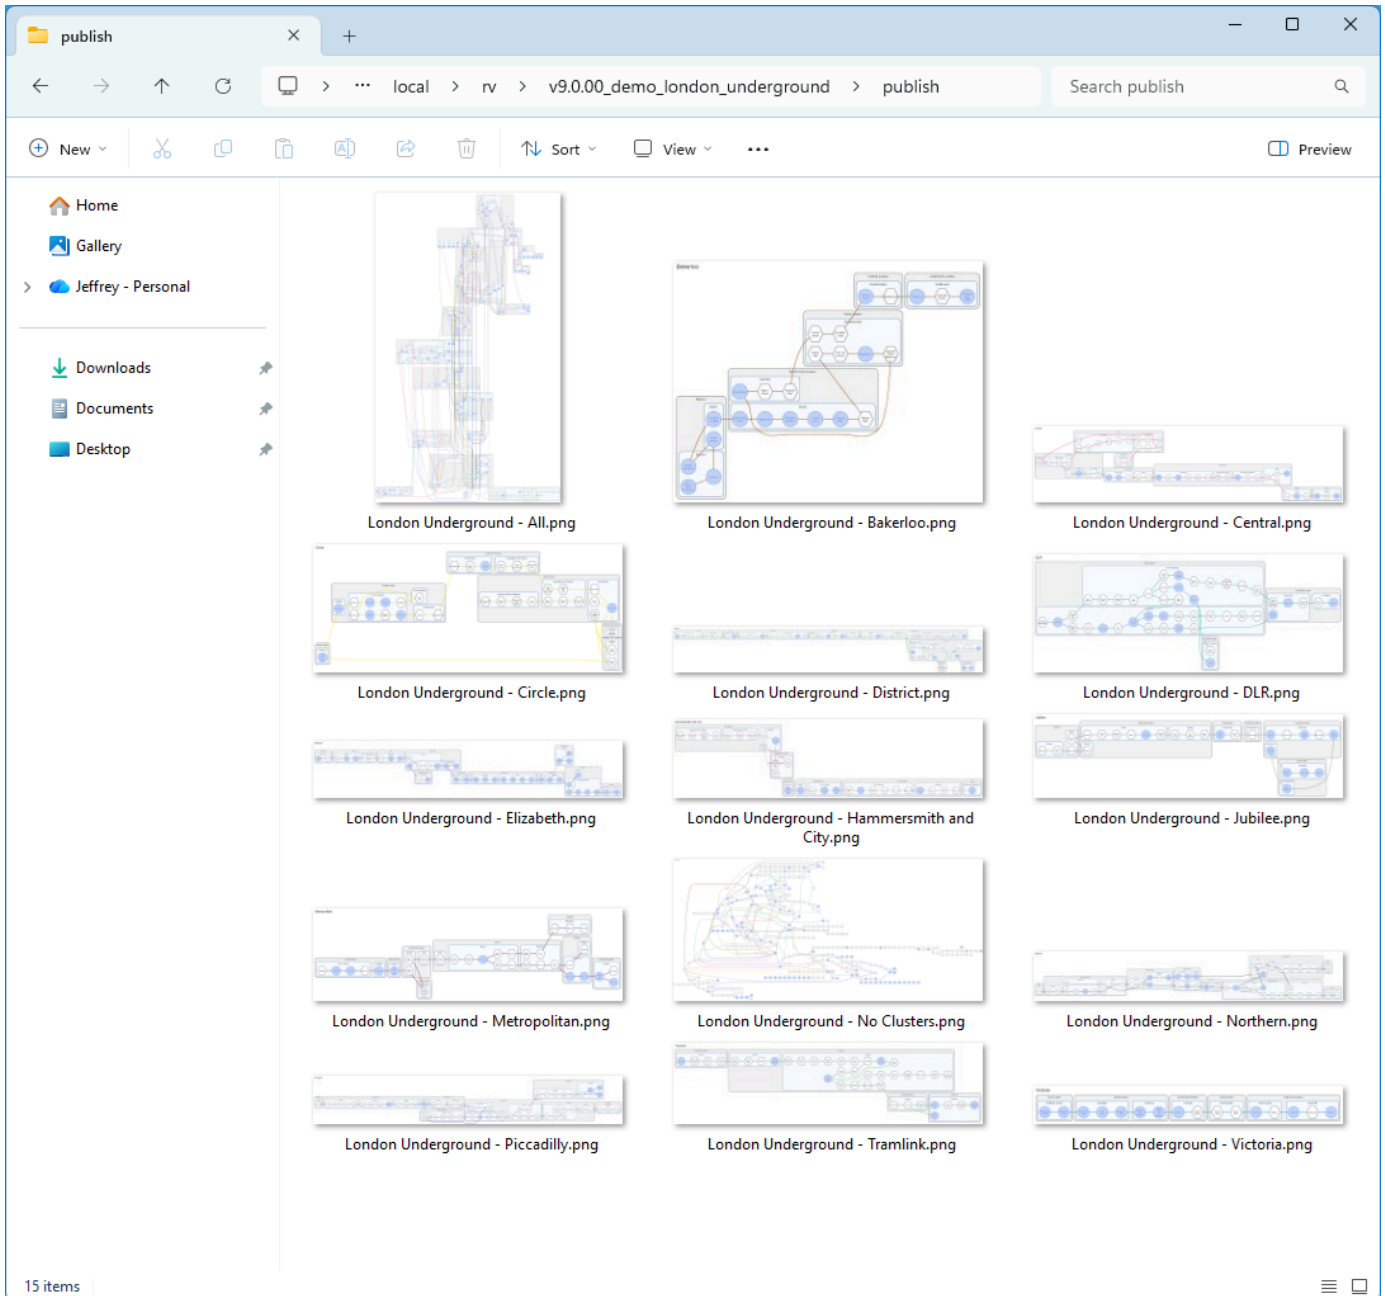 publish
local > rv > v9.0.00_demo_london_underground > publish
Search publish
New
Sort
View
Preview
Home
Gallery
Jeffrey - Personal
Downloads
Documents
Desktop
London Underground - All.png
London Underground - Bakerloo.png
London Underground - Central.png
London Underground - Circle.png
London Underground - District.png
London Underground - DLR.png
London Underground - Elizabeth.png
London Underground - Hammersmith and
City.png
London Underground - Jubilee.png
London Underground - Metropolitan.png
London Underground - No Clusters.png
London Underground - Northern.png
London Underground - Piccadilly.png
London Underground - Tramlink.png
London Underground - Victoria.png
15 items